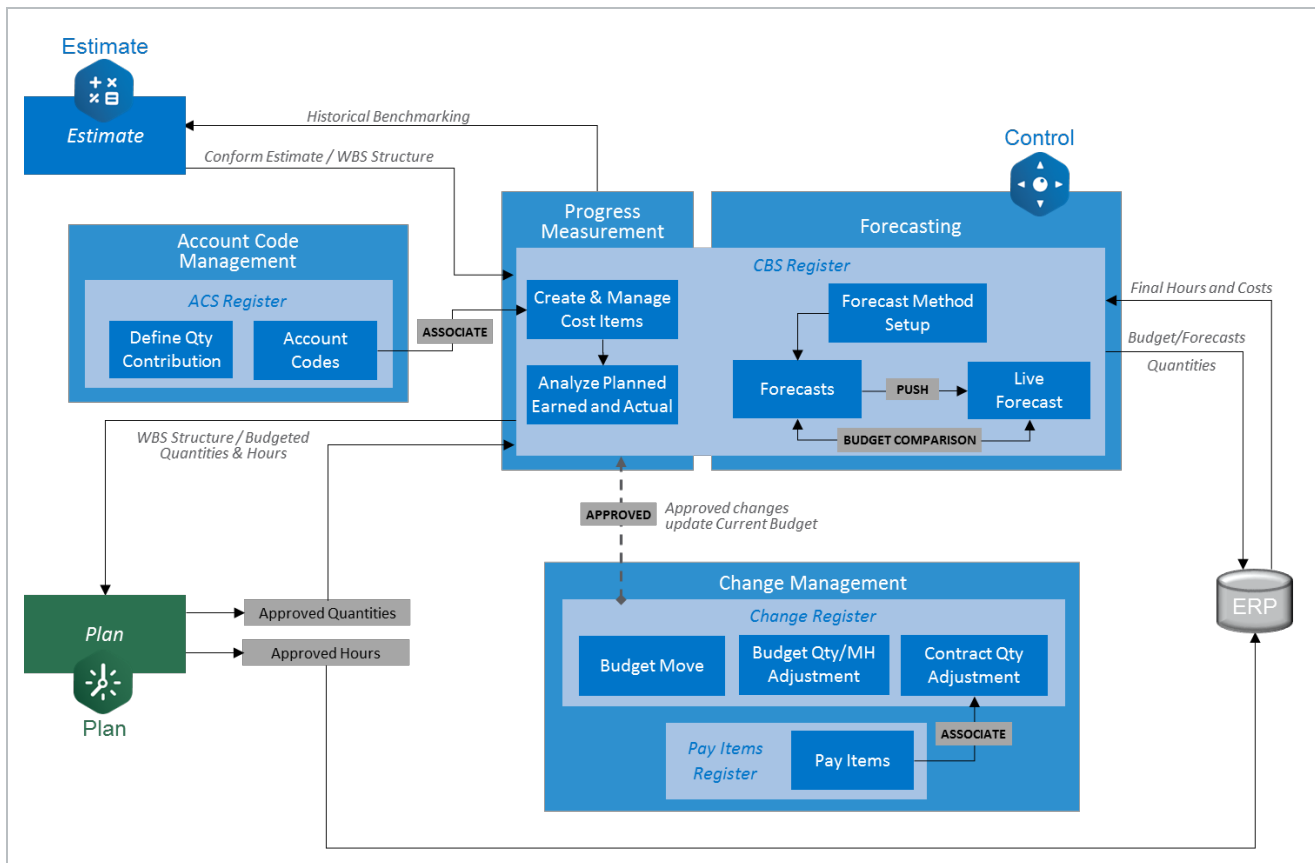 Estimate
Estimate
Historical Benchmarking
Conform Estimate / WBS Structure
Control
Account Code
Management
ACS Register
Define Qty
Contribution
Account
Codes
ASSOCIATE
Progress
Measurement
Forecasting
CBS Register
Create & Manage
Cost Items
Analyze Planned
Earned and Actual
Forecast Method
Setup
Forecasts
PUSH
Live
Forecast
BUDGET COMPARISON
Final Hours and Costs
Budget/Forecasts
Quantities
WBS Structure / Budgeted
Quantities & Hours
APPROVED
Approved changes
update Current Budget
Plan
Plan
Approved Quantities
Approved Hours
Change Management
Change Register
Budget Move
Budget Qty/MH
Adjustment
Contract Qty
Adjustment
ASSOCIATE
Pay Items
Register
Pay Items
ERP